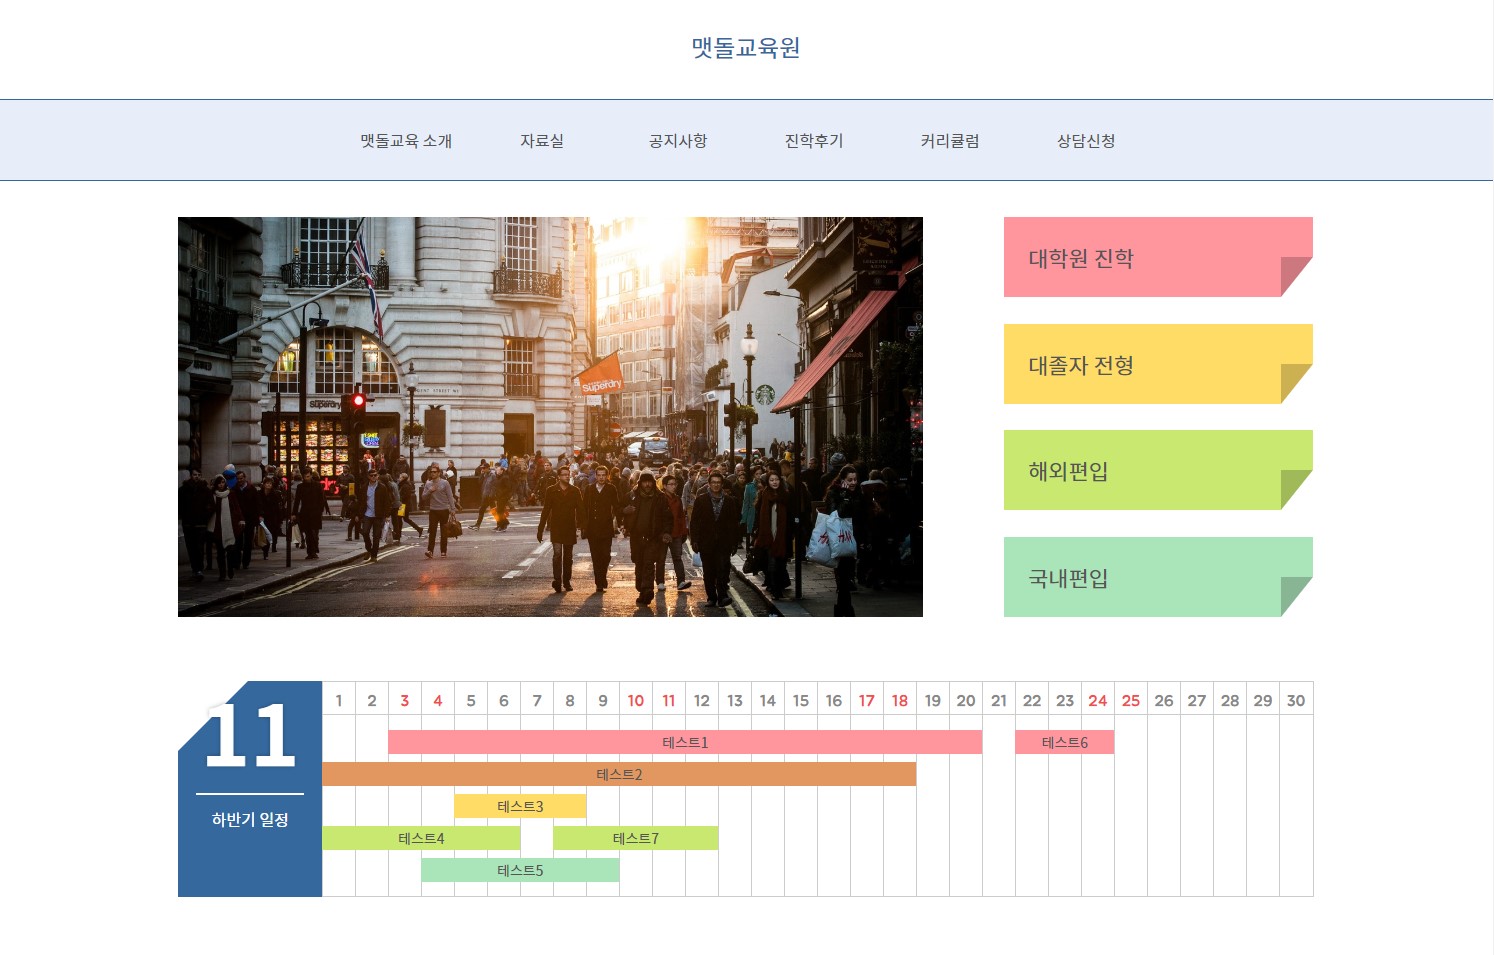 맷돌교육원
맷돌교육 소개 자료실 공지사항 진학후기 커리큘럼 상담신청
대학원 진학
대졸자 전형
해외편입
국내편입
Superdry
Superdry
H&M
11
하반기 일정
1 2 3 4 5 6 7 8 9 10 11 12 13 14 15 16 17 18 19 20 21 22 23 24 25 26 27 28 29 30
테스트1 테스트6
테스트2
테스트3
테스트4 테스트7
테스트5